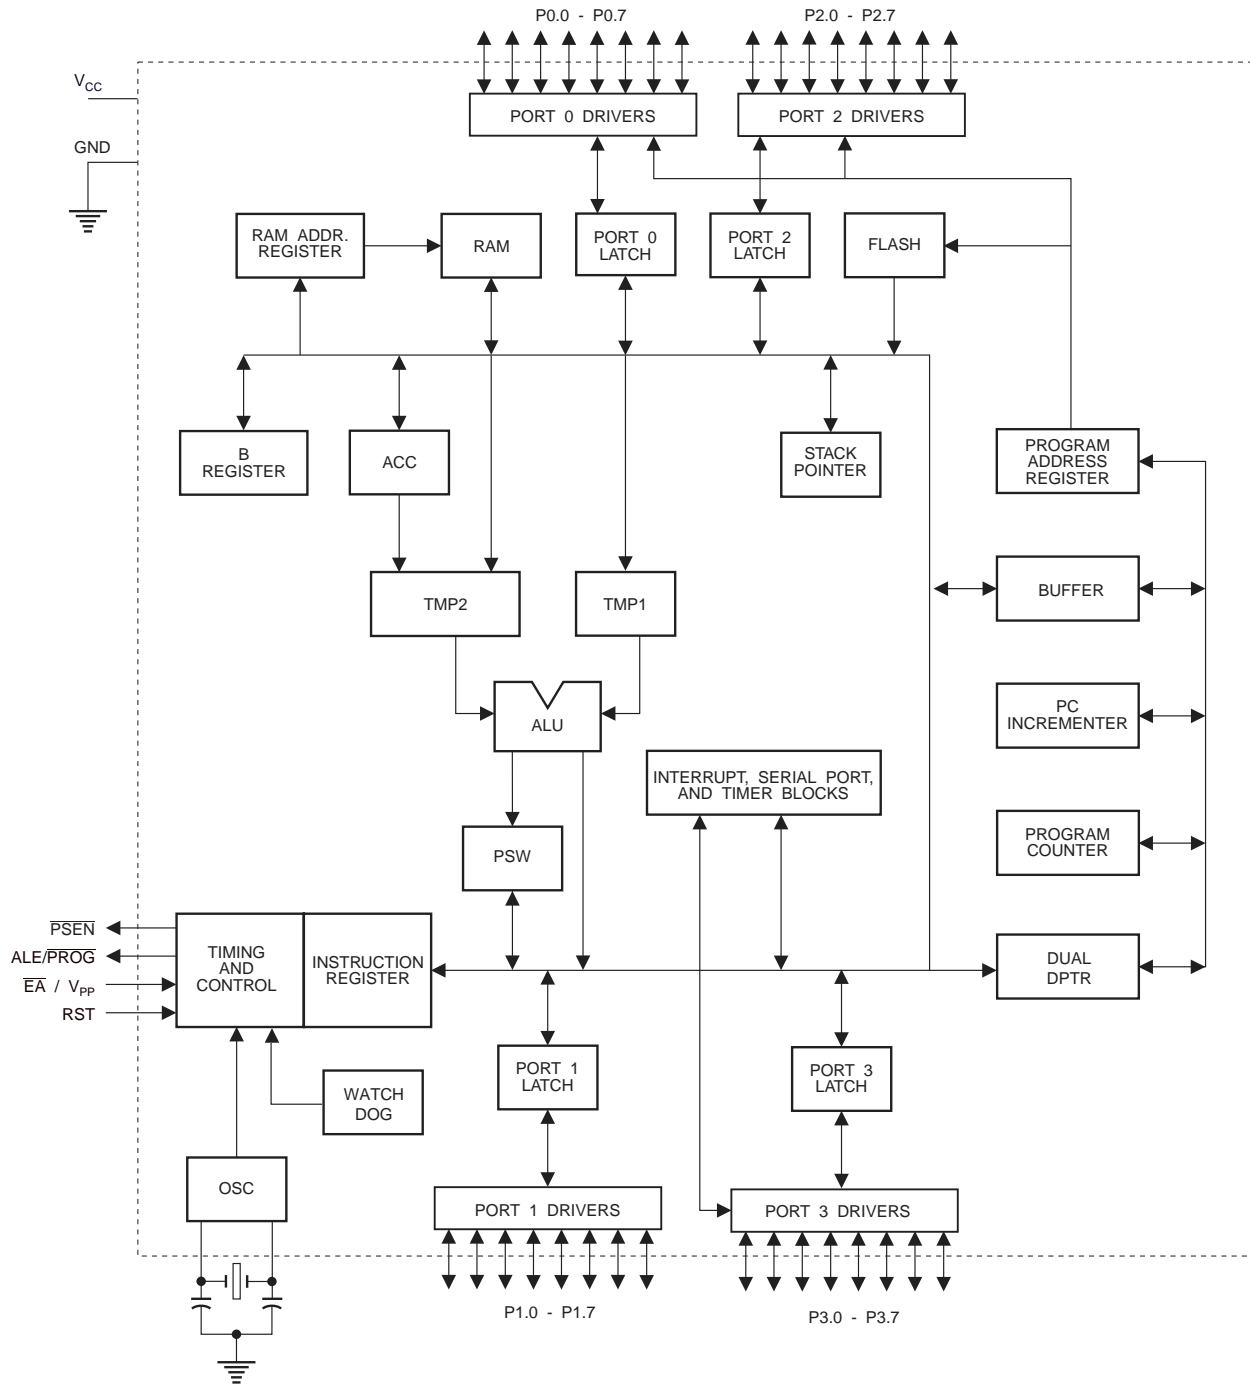 P0.0 - P0.7
P2.0 - P2.7
VCC
PORT 0 DRIVERS
PORT 2 DRIVERS
GND
RAM ADDR.
REGISTER
RAM
PORT 0
LATCH
PORT 2
LATCH
FLASH
B
REGISTER
ACC
STACK
POINTER
PROGRAM
ADDRESS
REGISTER
TMP2
TMP1
BUFFER
ALU
PC
INCREMENTER
INTERRUPT, SERIAL PORT,
AND TIMER BLOCKS
PSW
PROGRAM
COUNTER
PSEN
ALE/PROG
EA / VPP
RST
TIMING
AND
CONTROL
INSTRUCTION
REGISTER
DUAL
DPTR
PORT 1
LATCH
PORT 3
LATCH
WATCH
DOG
OSC
PORT 1 DRIVERS
PORT 3 DRIVERS
P1.0 - P1.7
P3.0 - P3.7